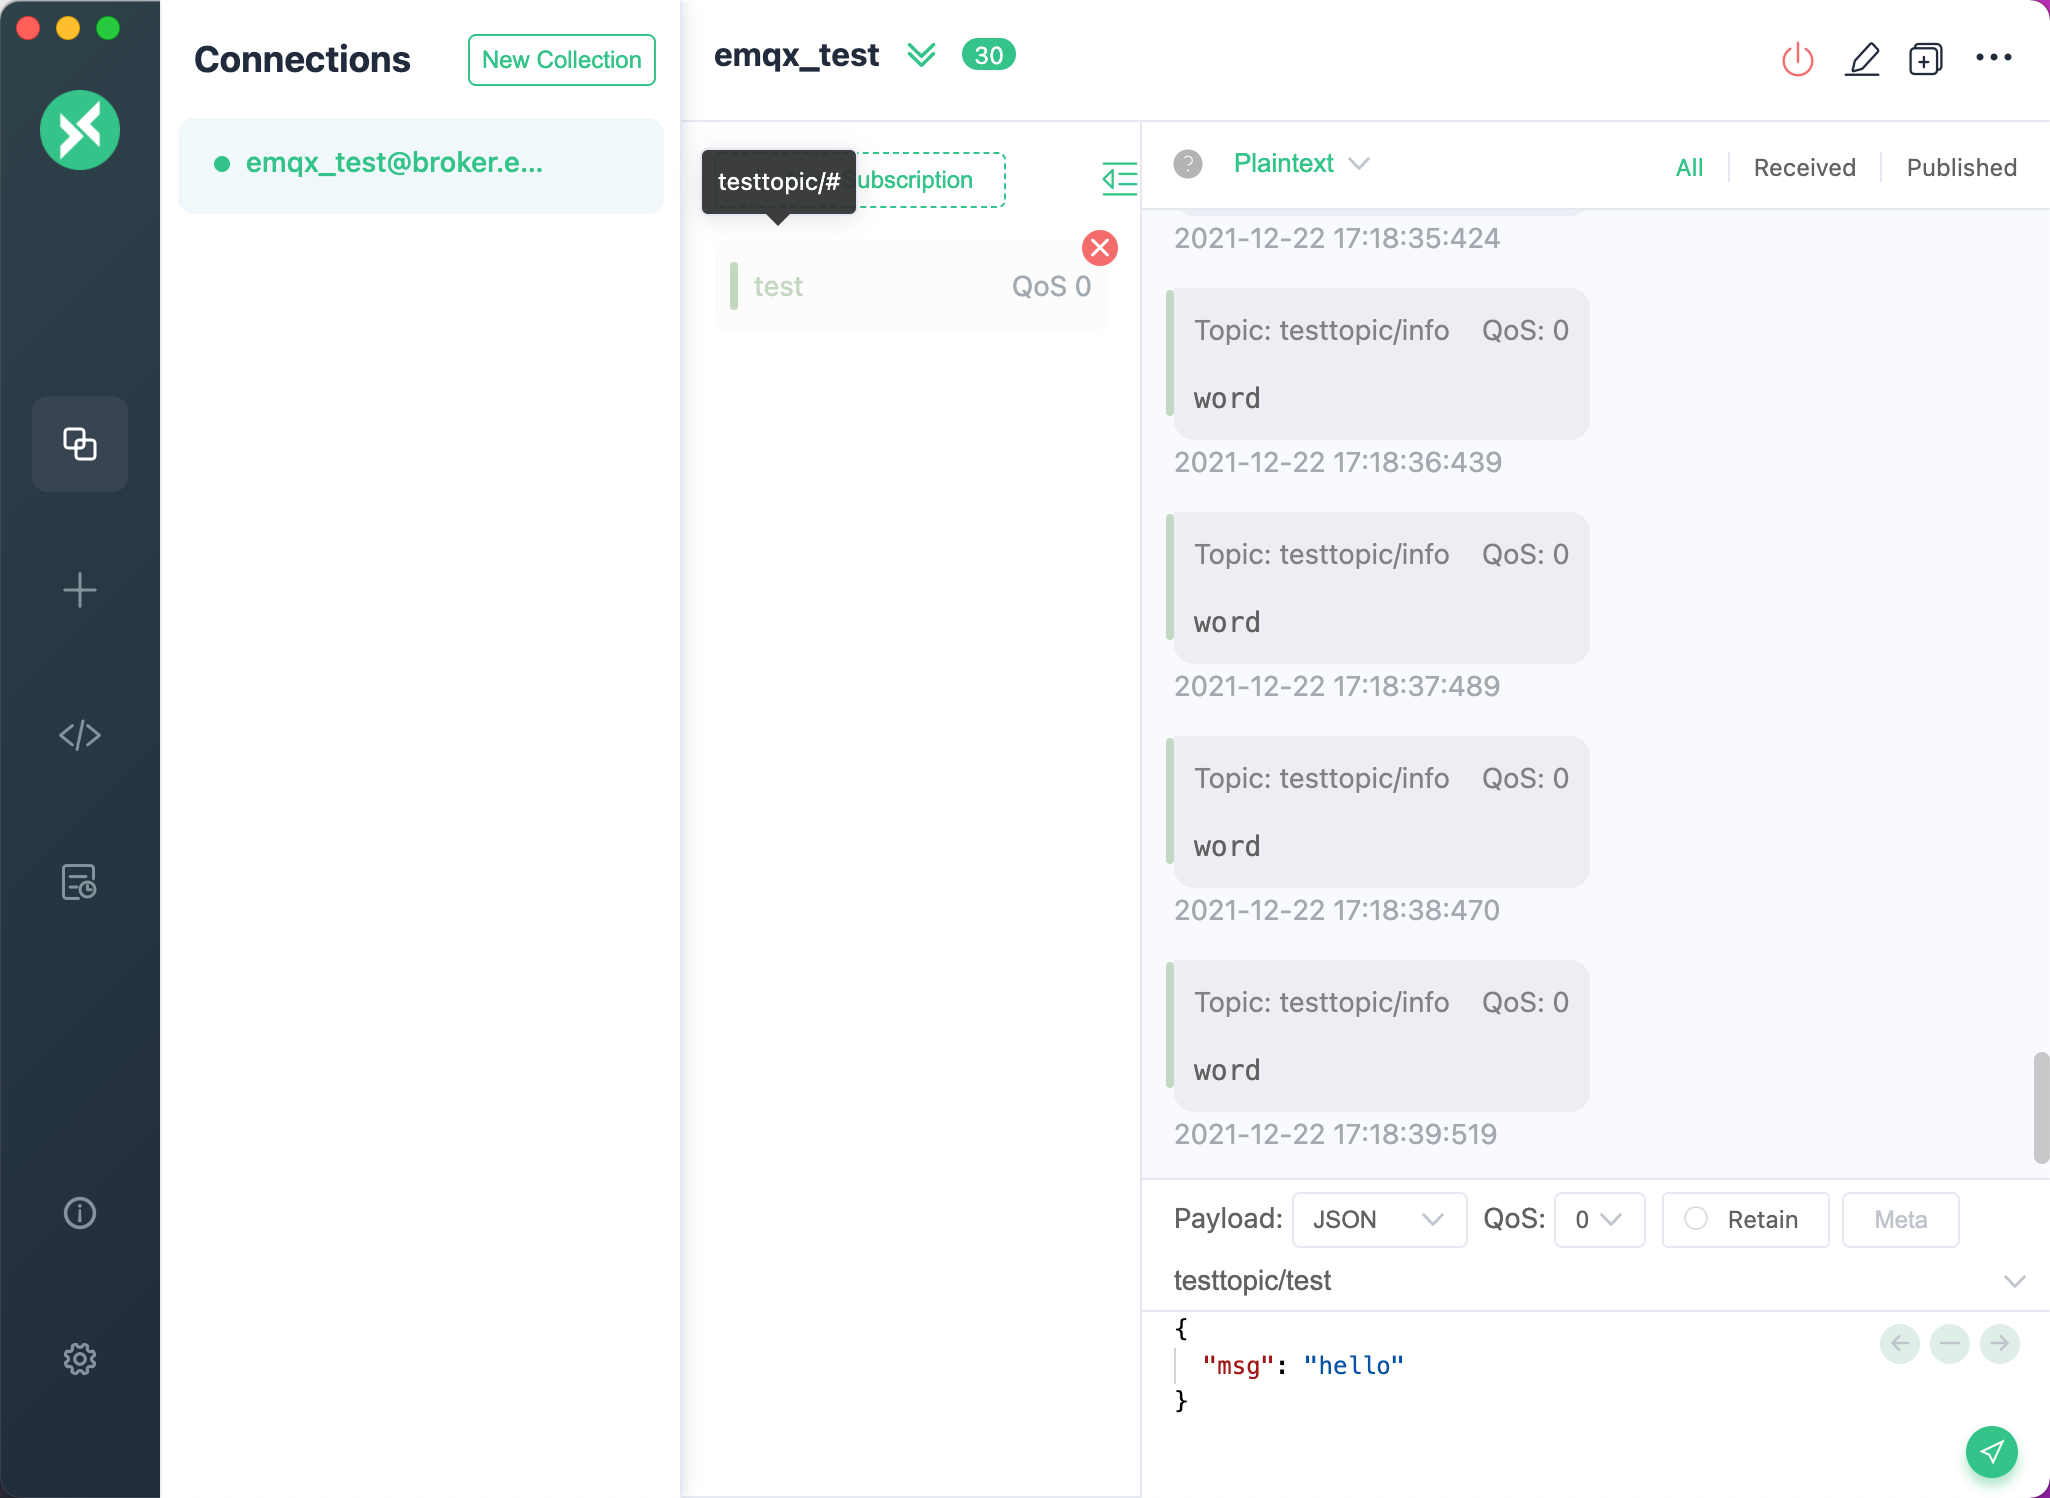 Connections
New Collection
emqx_test@broker.e...
emqx_test
30
testtopic/#
ubscription
test
QoS 0
Plaintext
All
Received
Published
2021-12-22 17:18:35:424
Topic: testtopic/info QoS: 0
word
2021-12-22 17:18:36:439
Topic: testtopic/info QoS: 0
word
2021-12-22 17:18:37:489
Topic: testtopic/info QoS: 0
word
2021-12-22 17:18:38:470
Topic: testtopic/info QoS: 0
word
2021-12-22 17:18:39:519
Payload: JSON QoS: 0 Retain Meta
testtopic/test
{
"msg": "hello"
}